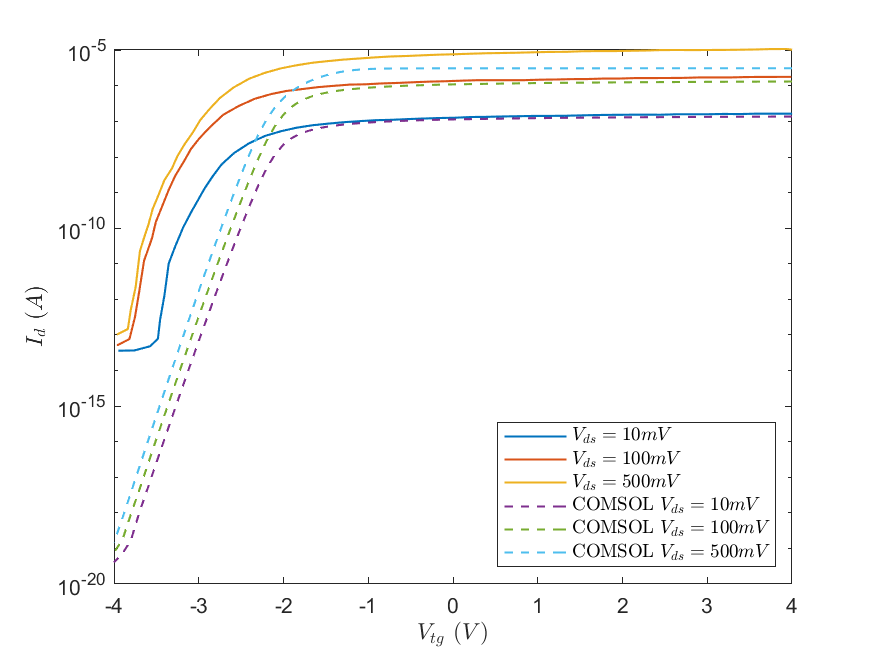 10^-5
10^-10
10^-15
10^-20
I_d (A)
-4 -3 -2 -1 0 1 2 3 4
V_tg (V)
V_ds = 10mV
V_ds = 100mV
V_ds = 500mV
COMSOL V_ds = 10mV
COMSOL V_ds = 100mV
COMSOL V_ds = 500mV